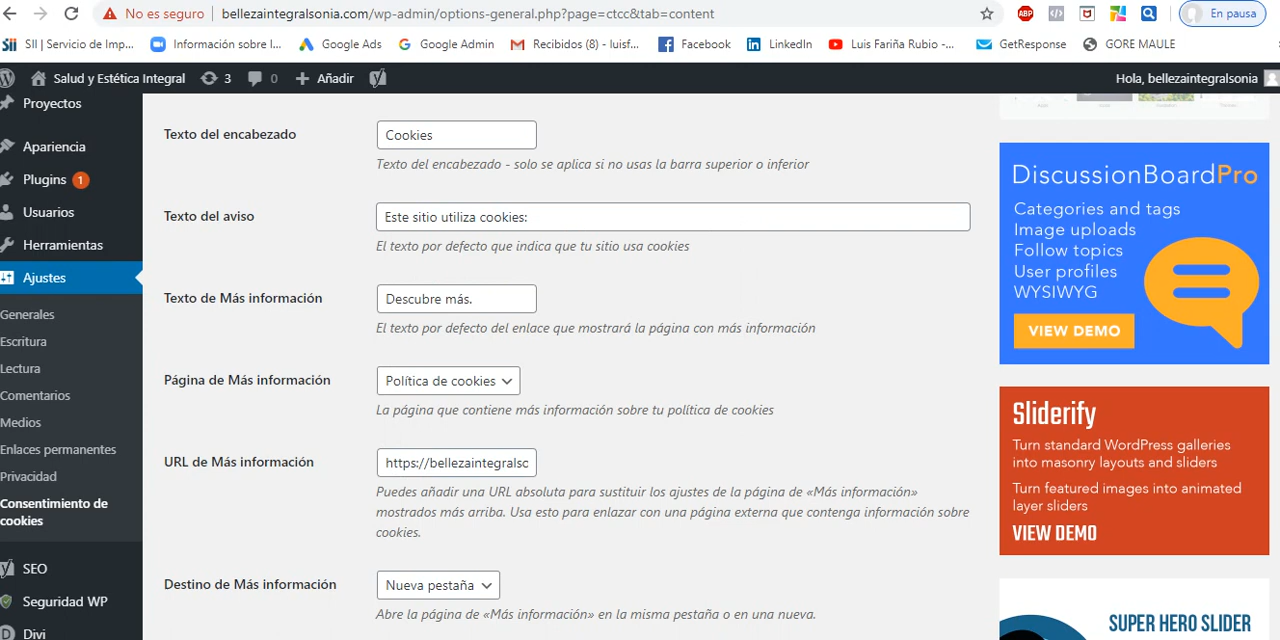 No es seguro | bellezaintegralsonia.com/wp-admin/options-general.php?page=ctcc&tab=content
ABP
En pausa
Sii SII | Servicio de Imp...
Información sobre l...
Google Ads
Google Admin
Recibidos (8) - luisf...
Facebook
LinkedIn
Luis Fariña Rubio -...
GetResponse
GORE MAULE
Salud y Estética Integral
3
0
Añadir
Hola, bellezaintegralsonia
Proyectos
Apariencia
Plugins 1
Usuarios
Herramientas
Ajustes
Generales
Escritura
Lectura
Comentarios
Medios
Enlaces permanentes
Privacidad
Consentimiento de
cookies
SEO
Seguridad WP
Divi
Texto del encabezado
Cookies
Texto del encabezado - solo se aplica si no usas la barra superior o inferior
Texto del aviso
Este sitio utiliza cookies:
El texto por defecto que indica que tu sitio usa cookies
Texto de Más información
Descubre más.
El texto por defecto del enlace que mostrará la página con más información
Página de Más información
Política de cookies
La página que contiene más información sobre tu política de cookies
URL de Más información
https://bellezaintegralsc
Puedes añadir una URL absoluta para sustituir los ajustes de la página de «Más información»
mostrados más arriba. Usa esto para enlazar con una página externa que contenga información sobre
cookies.
Destino de Más información
Nueva pestaña
Abre la página de «Más información» en la misma pestaña o en una nueva.
DiscussionBoardPro
Categories and tags
Image uploads
Follow topics
User profiles
WYSIWYG
VIEW DEMO
Sliderify
Turn standard WordPress galleries
into masonry layouts and sliders
Turn featured images into animated
layer sliders
VIEW DEMO
SUPER HERO SLIDER